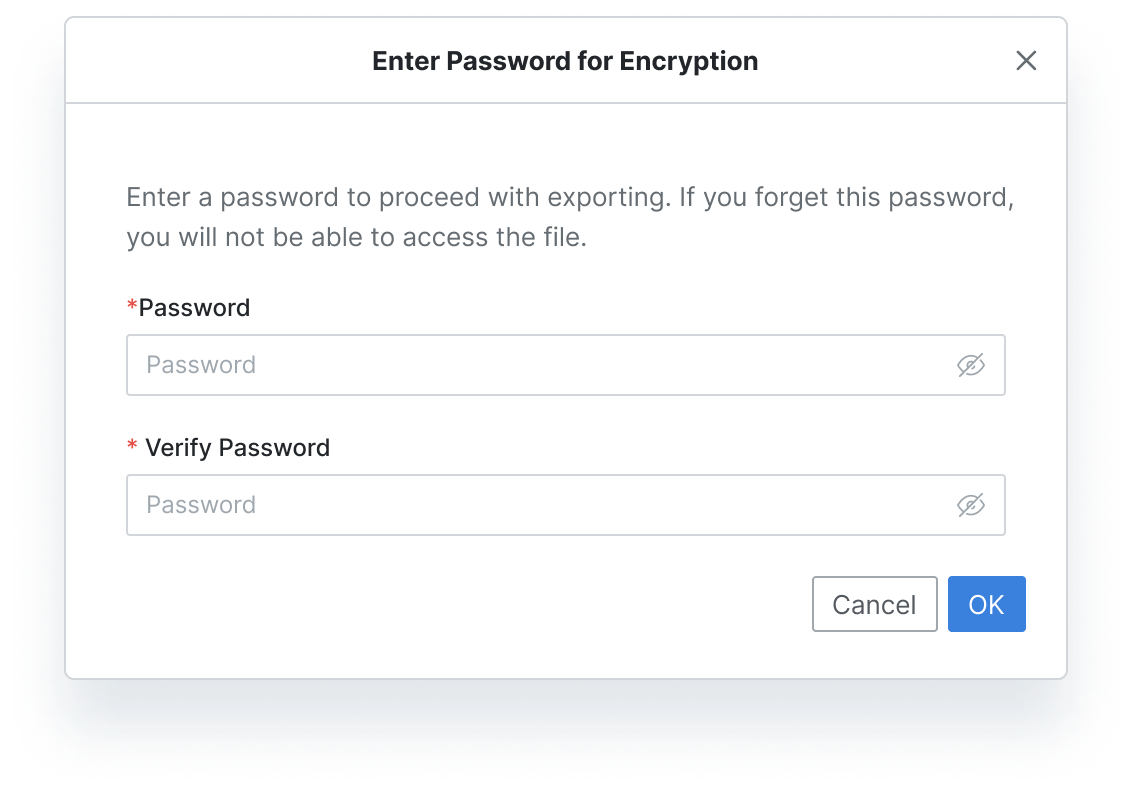 Enter Password for Encryption
Enter a password to proceed with exporting. If you forget this password,
you will not be able to access the file.
*Password
Password
* Verify Password
Password
Cancel OK